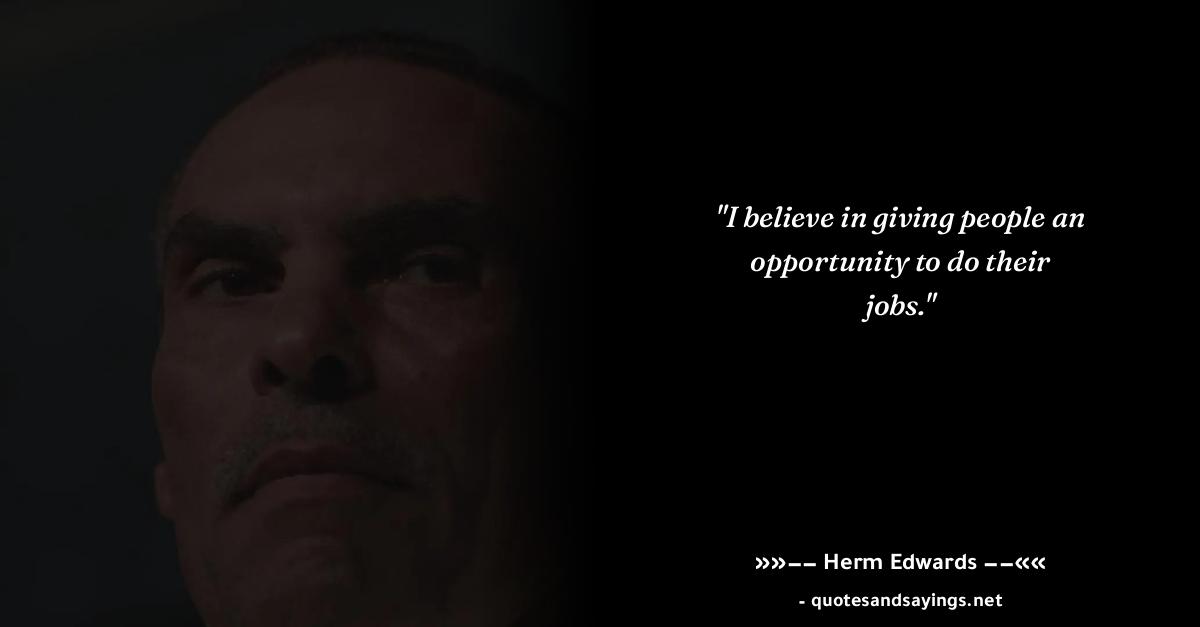 "I believe in giving people an
opportunity to do their
jobs."
»»–– Herm Edwards ––««
- quotesandsayings.net